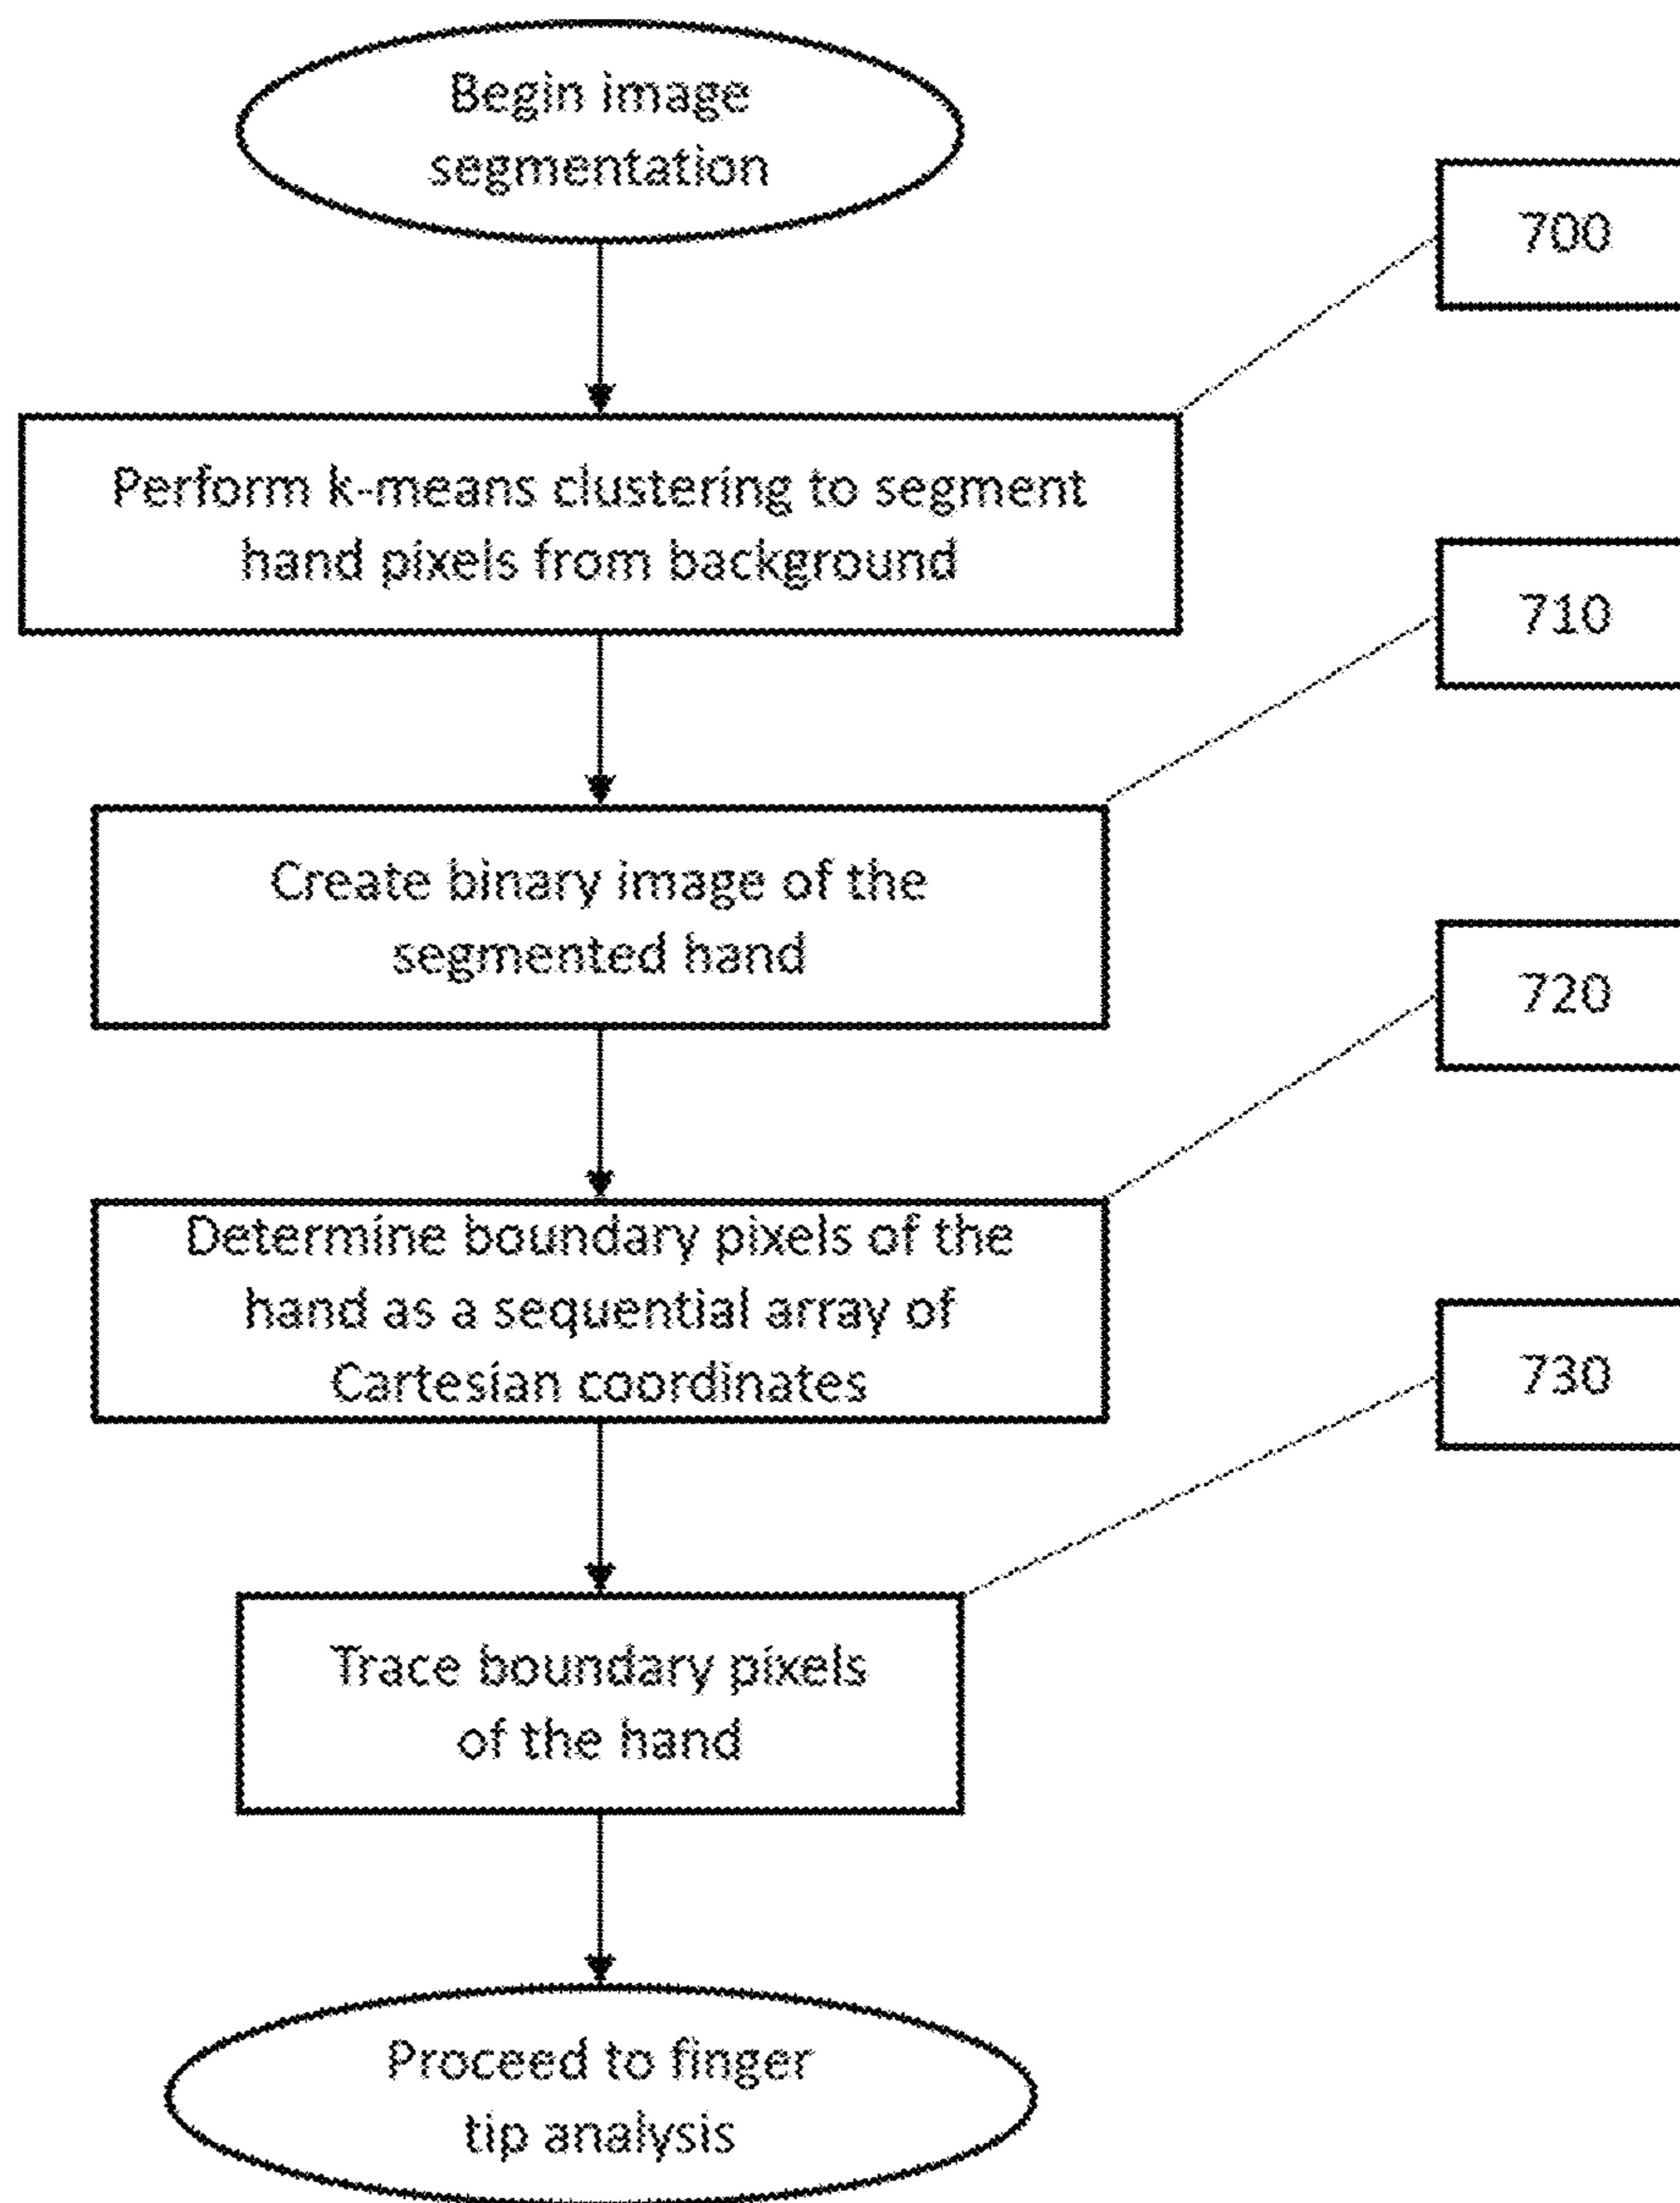 Begin image
segmentation
700
Perform k-means clustering to segment
hand pixels from background
710
Create binary image of the
segmented hand
720
Determine boundary pixels of the
hand as a sequential array of
Cartesian coordinates
730
Trace boundary pixels
of the hand
Proceed to finger
tip analysis